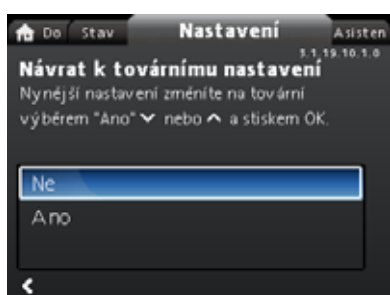 Do Stav Nastavení Asisten
3.1.19.10.1.0
Návrat k továrnímu nastavení
Nynější nastavení změníte na tovární
výběrem "Ano" nebo a stiskem OK.
Ne
Ano